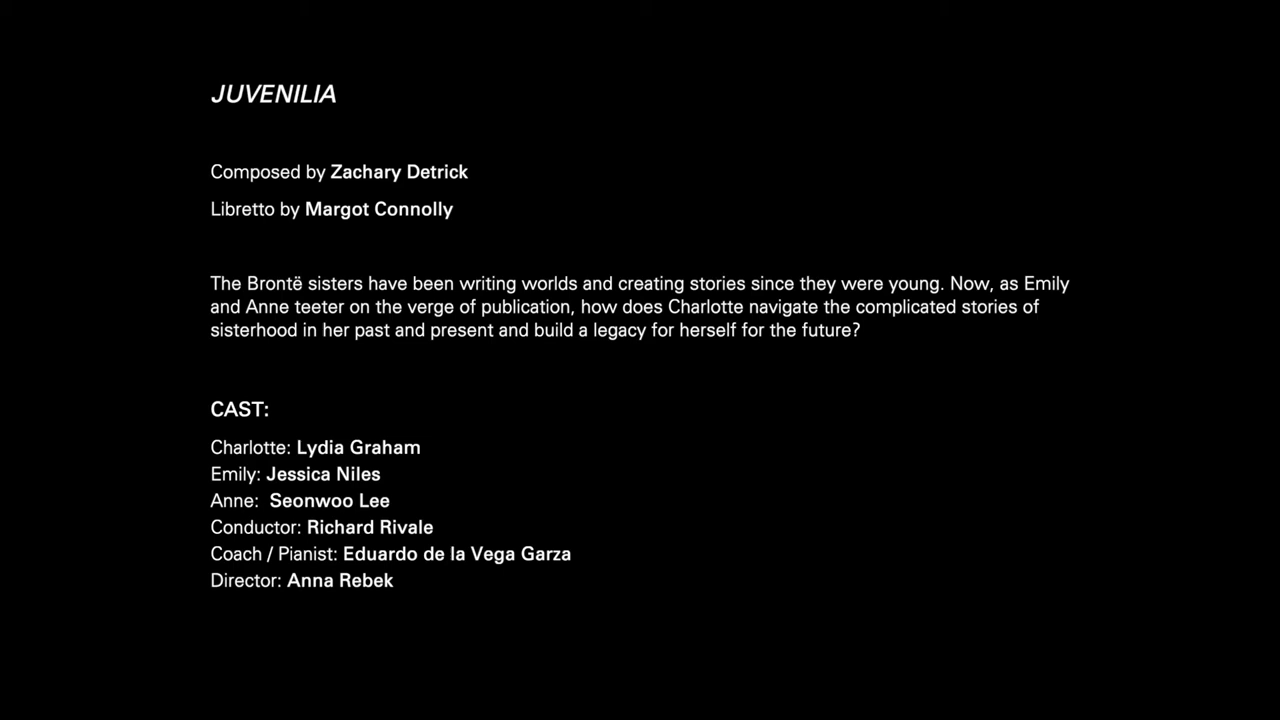 JUVENILIA
Composed by Zachary Detrick
Libretto by Margot Connolly
The Brontë sisters have been writing worlds and creating stories since they were young. Now, as Emily
and Anne teeter on the verge of publication, how does Charlotte navigate the complicated stories of
sisterhood in her past and present and build a legacy for herself for the future?
CAST:
Charlotte: Lydia Graham
Emily: Jessica Niles
Anne: Seonwoo Lee
Conductor: Richard Rivale
Coach / Pianist: Eduardo de la Vega Garza
Director: Anna Rebek